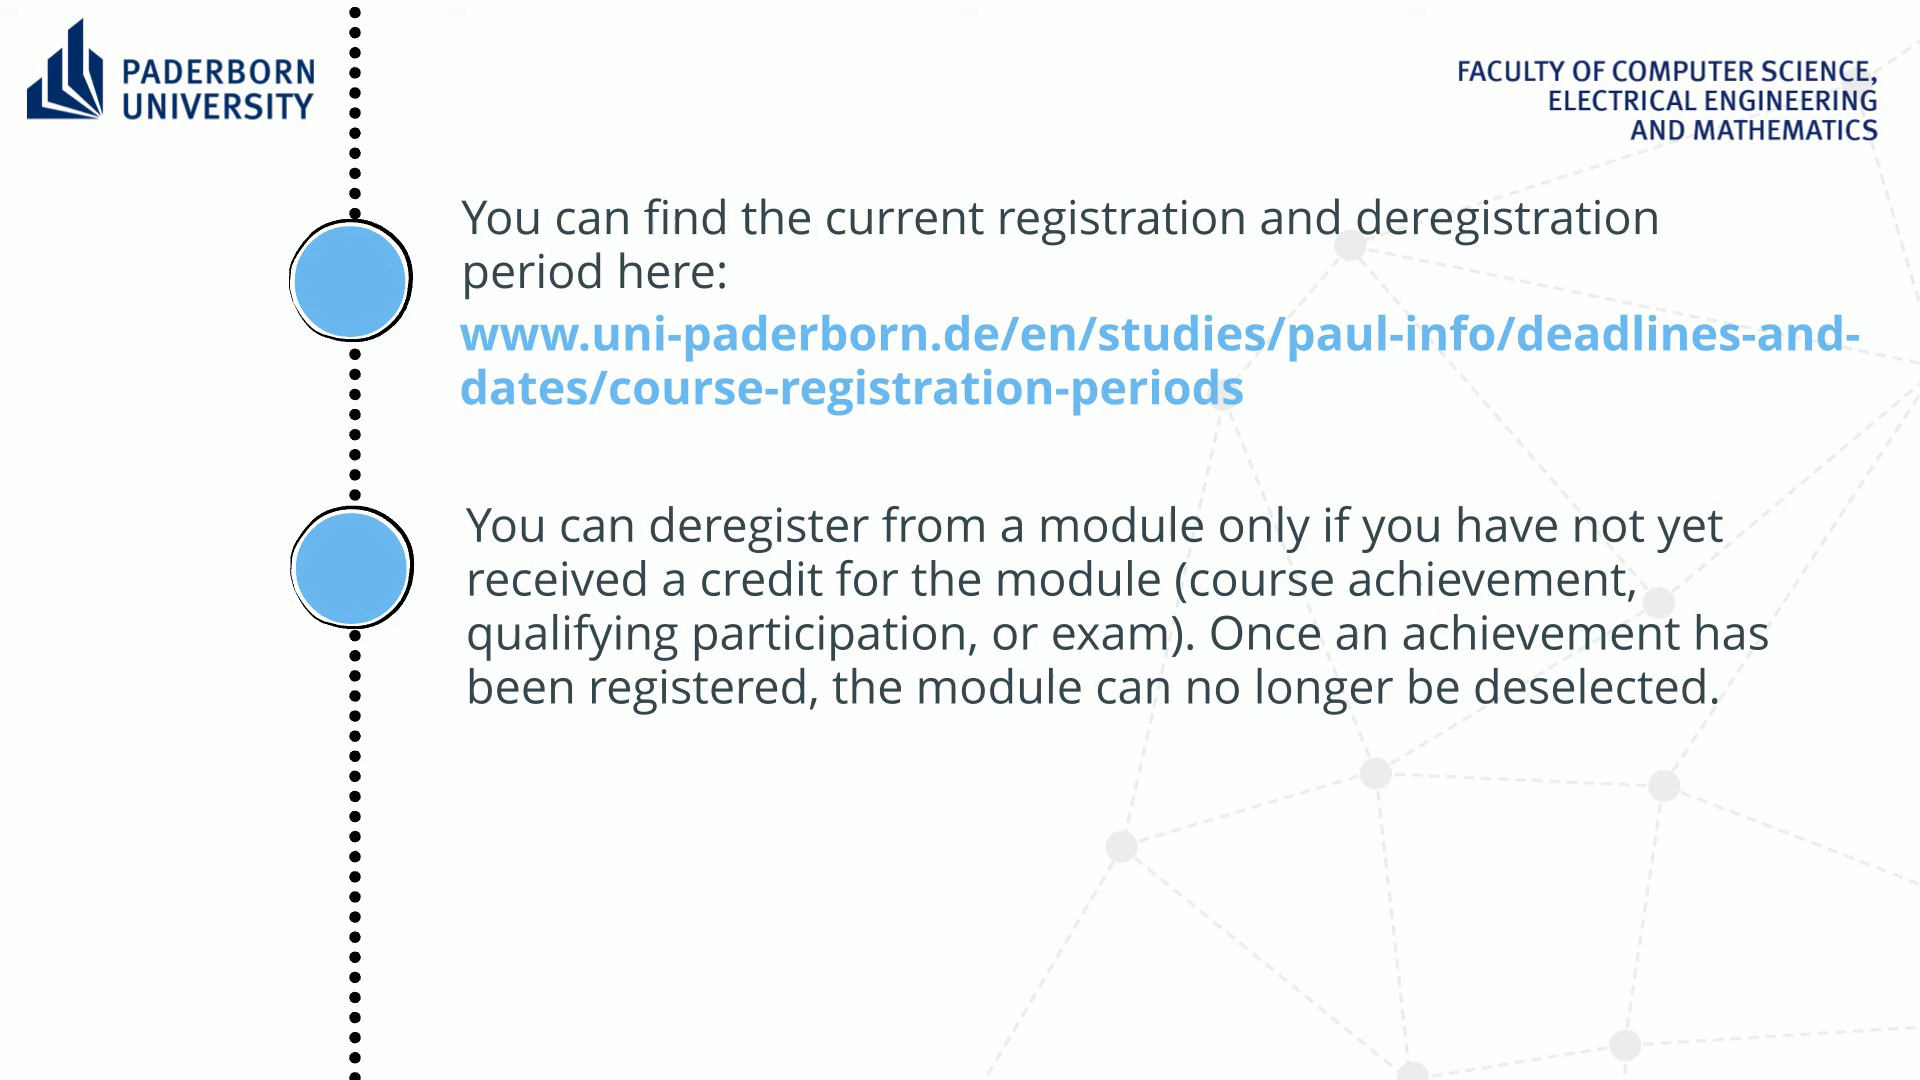 PADERBORN
UNIVERSITY
FACULTY OF COMPUTER SCIENCE,
ELECTRICAL ENGINEERING
AND MATHEMATICS
You can find the current registration and deregistration
period here:
www.uni-paderborn.de/en/studies/paul-info/deadlines-and-
dates/course-registration-periods
You can deregister from a module only if you have not yet
received a credit for the module (course achievement,
qualifying participation, or exam). Once an achievement has
been registered, the module can no longer be deselected.